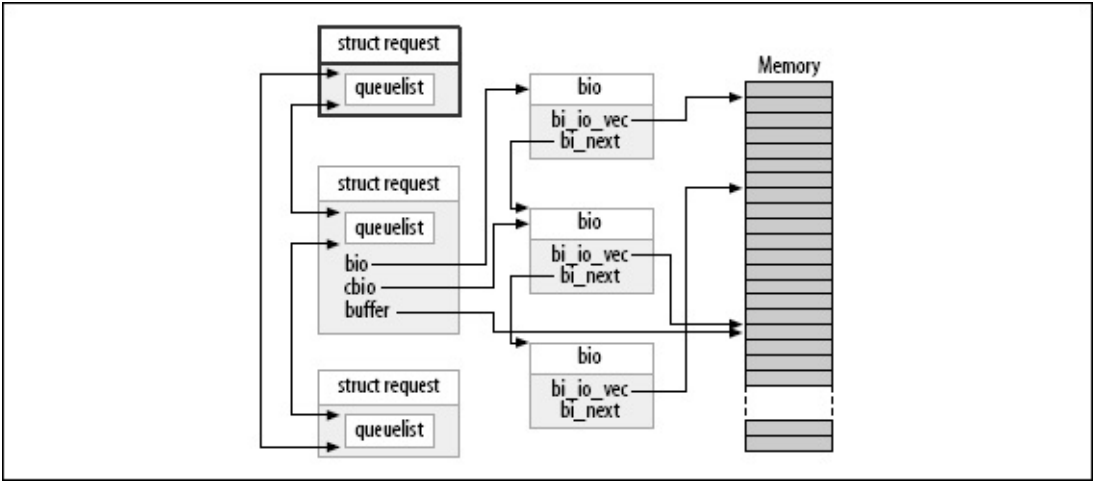 struct request
queuelist
struct request
queuelist
bio
cbio
buffer
struct request
queuelist
bio
bi_io_vec
bi_next
bio
bi_io_vec
bi_next
bio
bi_io_vec
bi_next
Memory